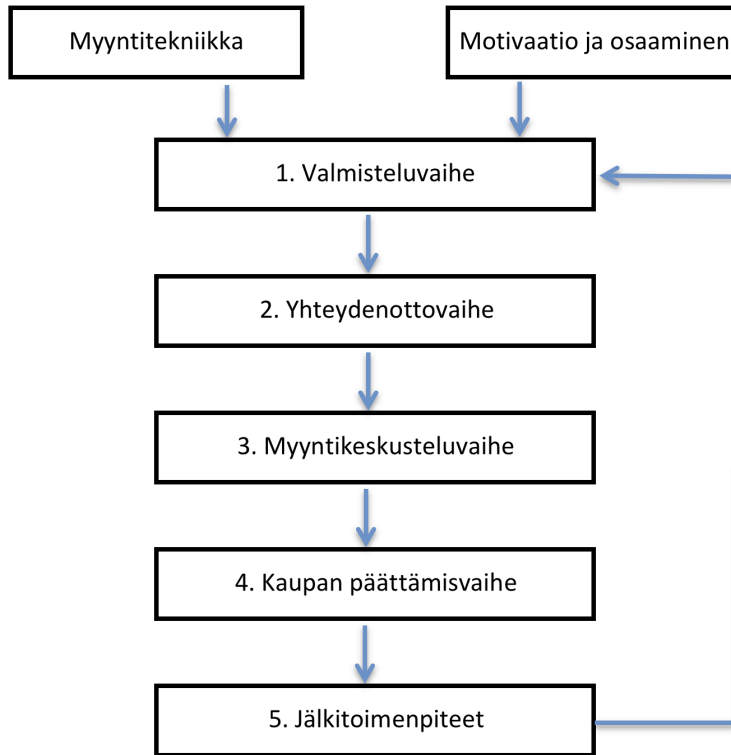 Myyntitekniikka
Motivaatio ja osaaminen
1. Valmisteluvaihe
2. Yhteydenottovaihe
3. Myyntikeskusteluvaihe
4. Kaupan päättämisvaihe
5. Jälkitoimenpiteet